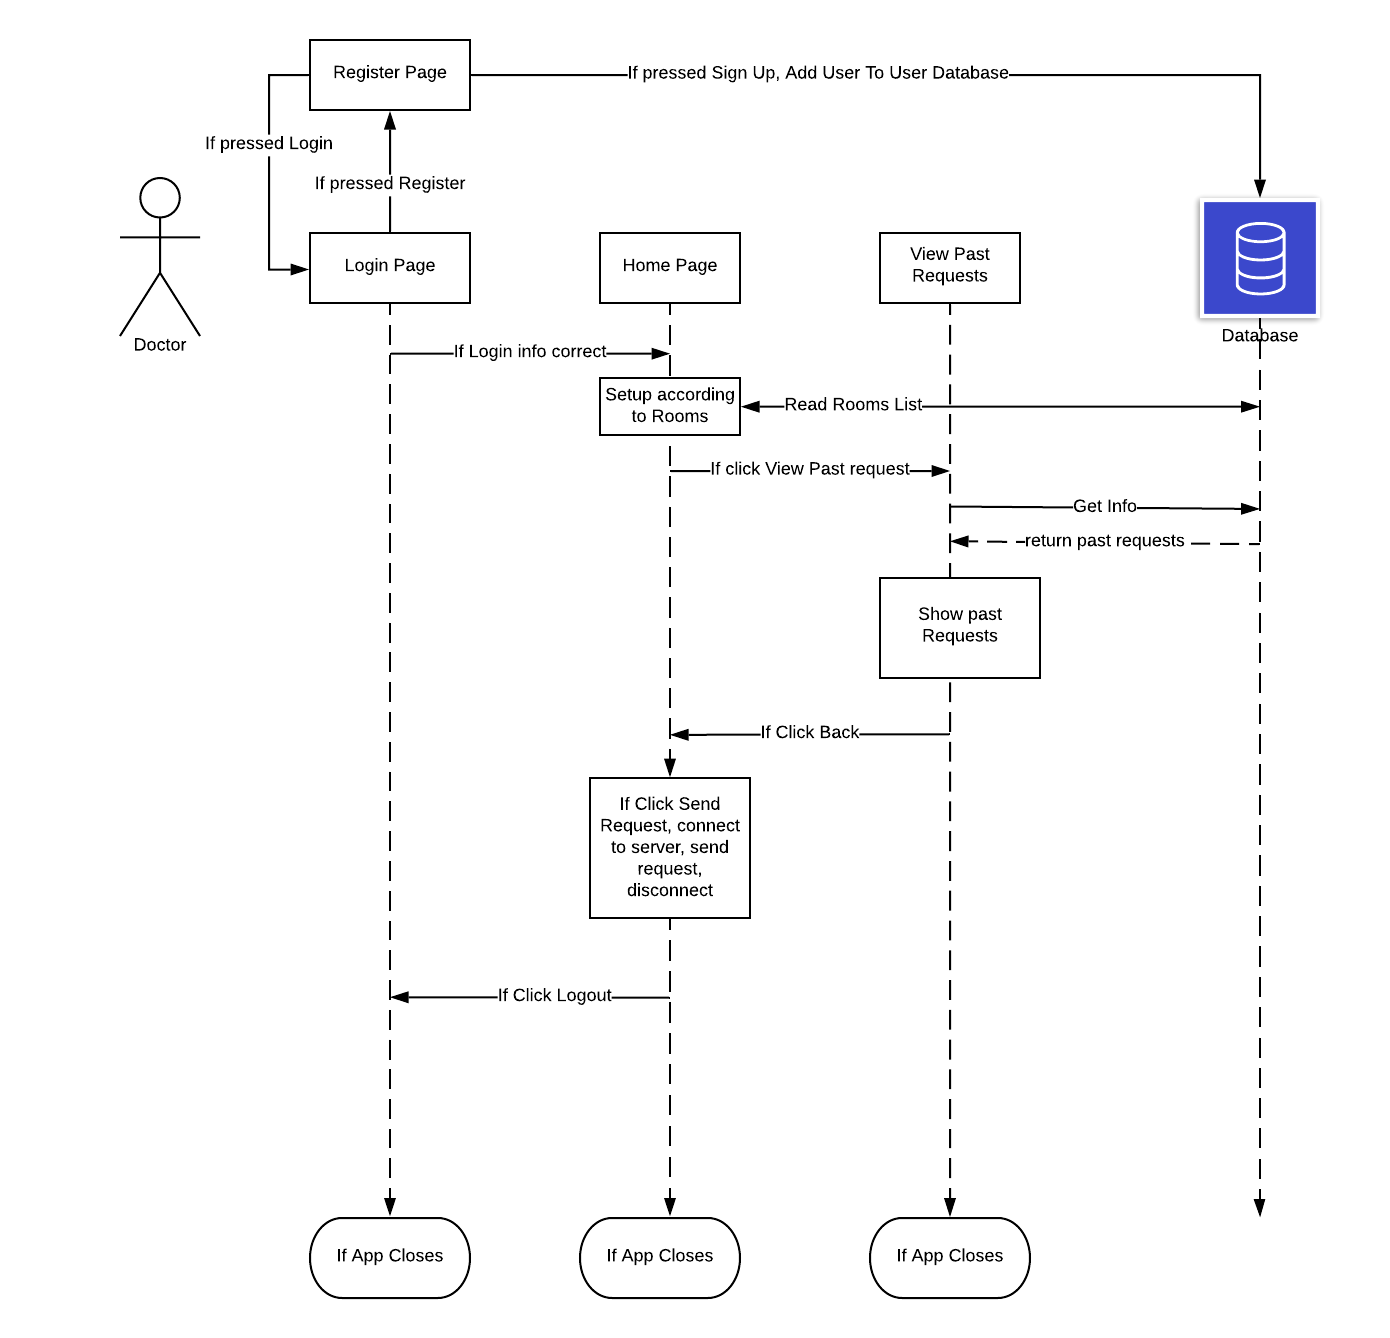 Register Page
If pressed Sign Up, Add User To User Database
If pressed Login
If pressed Register
Doctor
Login Page
Home Page
View Past
Requests
Database
If Login info correct
Setup according
to Rooms
Read Rooms List
If click View Past request
Get Info
return past requests
Show past
Requests
If Click Back
If Click Send
Request, connect
to server, send
request,
disconnect
If Click Logout
If App Closes
If App Closes
If App Closes